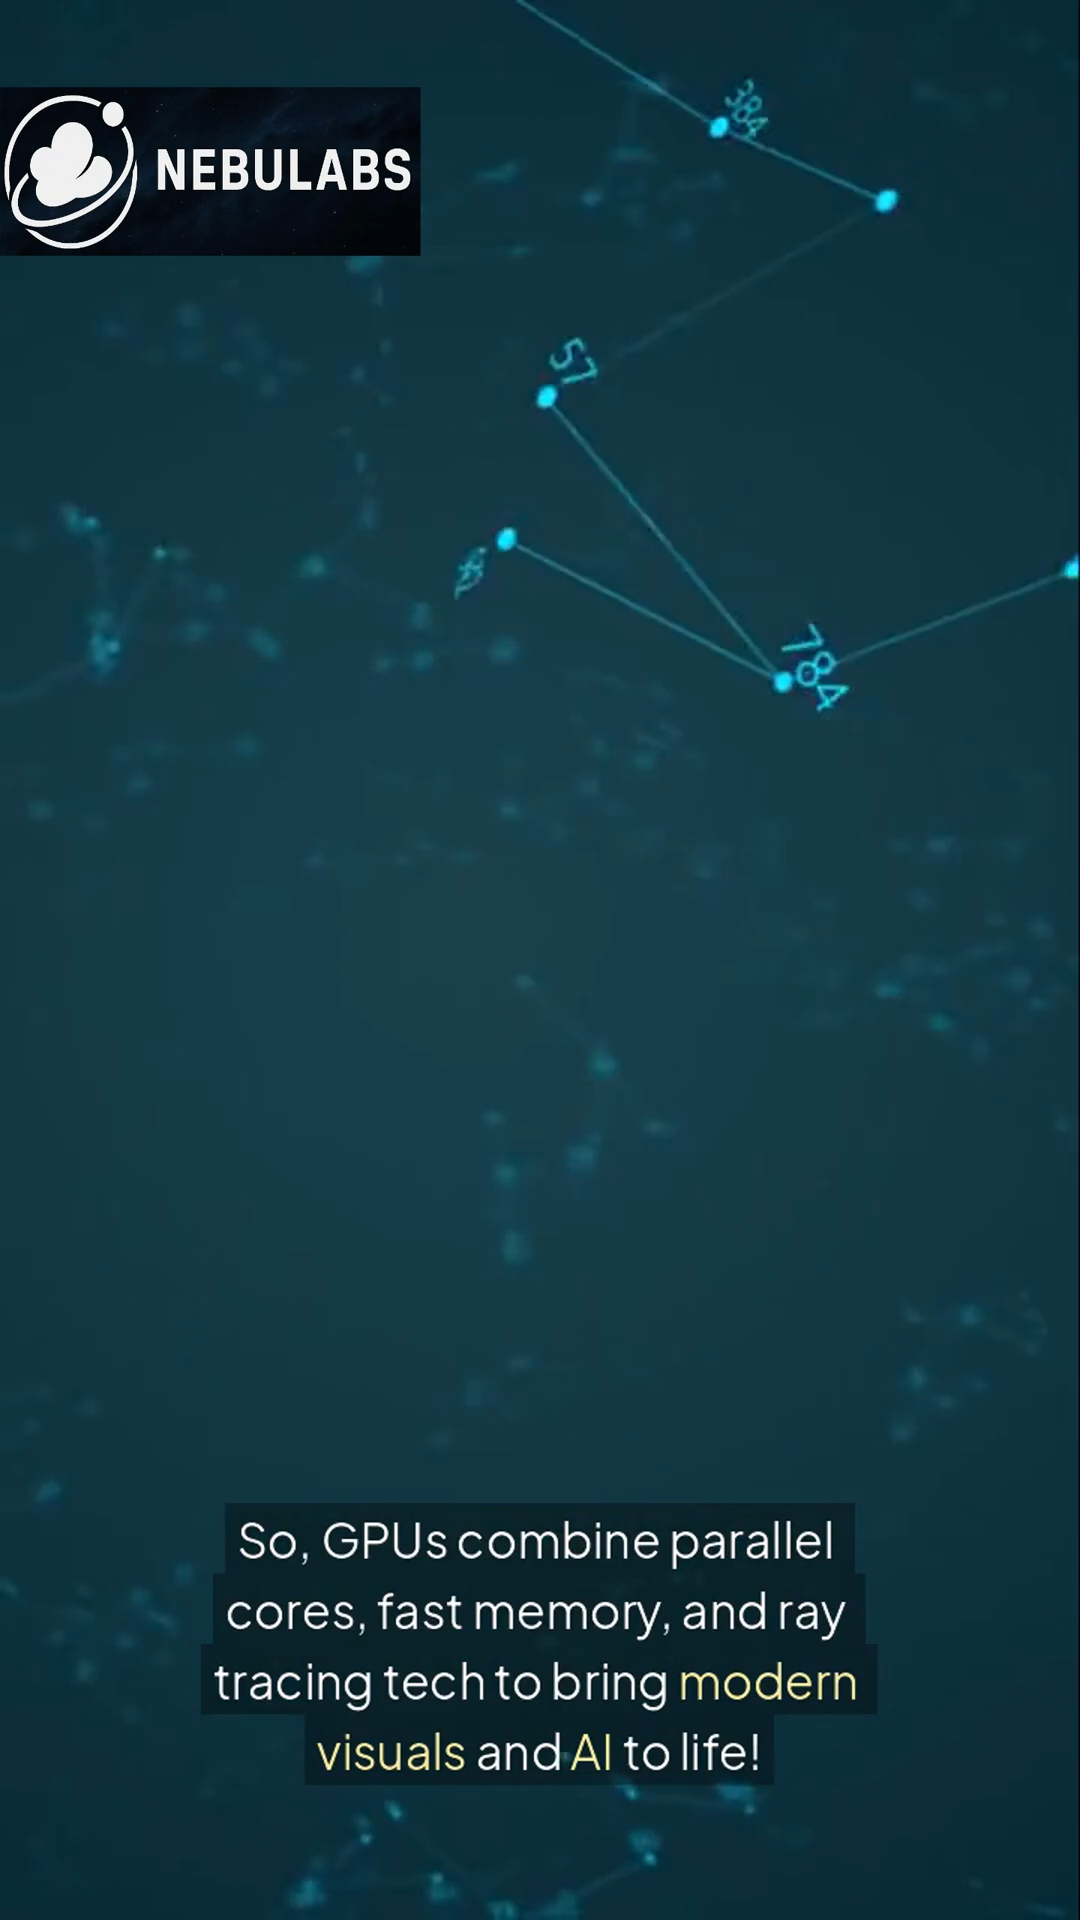 384
NEBULABS
57
784
So, GPUs combine parallel
cores, fast memory, and ray
tracing tech to bring modern
visuals and AI to life!